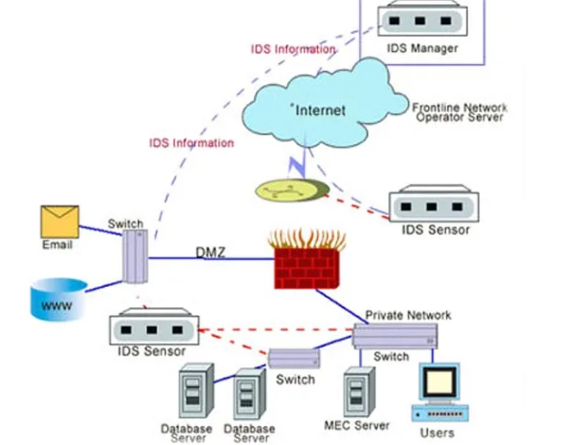 IDS Information
IDS Manager
Internet
Frontline Network
Operator Server
IDS Information
IDS Sensor
Switch
Email
DMZ
WWW
Private Network
IDS Sensor
Switch
Switch
Database
Server
Database
Server
MEC Server
Users